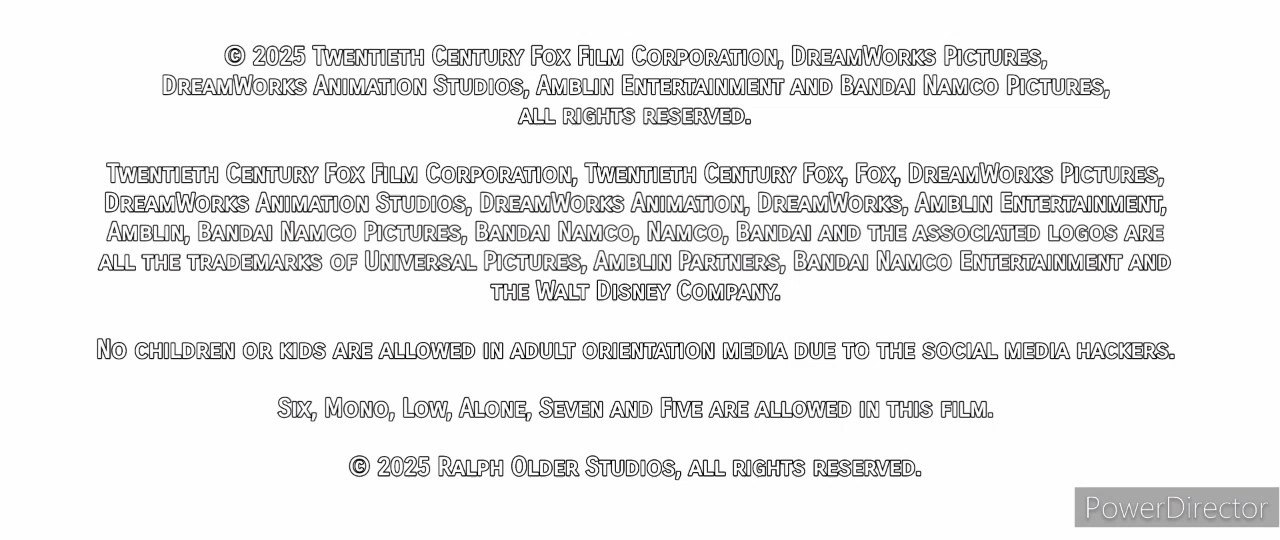 © 2025 Twentieth Century Fox Film Corporation, DreamWorks Pictures,
DreamWorks Animation Studios, Amblin Entertainment and Bandai Namco Pictures,
all rights reserved.
Twentieth Century Fox Film Corporation, Twentieth Century Fox, Fox, DreamWorks Pictures,
DreamWorks Animation Studios, DreamWorks Animation, DreamWorks, Amblin Entertainment,
Amblin, Bandai Namco Pictures, Bandai Namco, Namco, Bandai and the associated logos are
all the trademarks of Universal Pictures, Amblin Partners, Bandai Namco Entertainment and
the Walt Disney Company.
No children or kids are allowed in adult orientation media due to the social media hackers.
Six, Mono, Low, Alone, Seven and Five are allowed in this film.
© 2025 Ralph Older Studios, all rights reserved.
PowerDirector